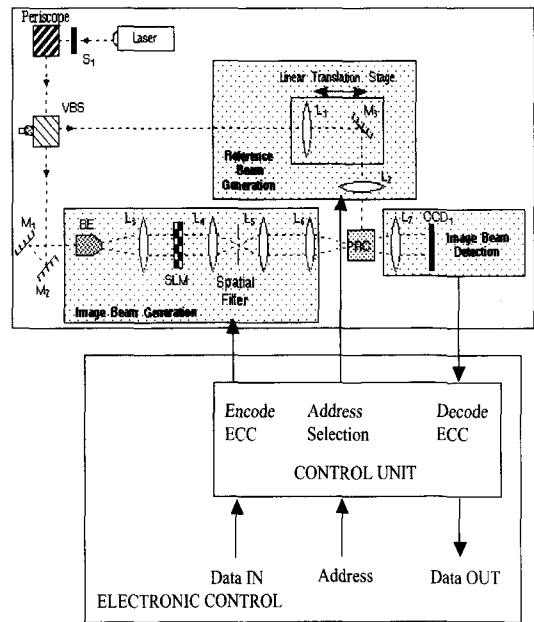 Periscope
S1
Laser
VBS
Linear Translation Stage
L1
M3
Reference
Beam
Generation
L2
M1
M2
BE
L3
SLM
L4
L5
Spatial
Filter
L6
Image Beam Generation
PRC
L7
CCD1
Image Beam
Detection
Encode
ECC
Address
Selection
Decode
ECC
CONTROL UNIT
Data IN
Address
Data OUT
ELECTRONIC CONTROL